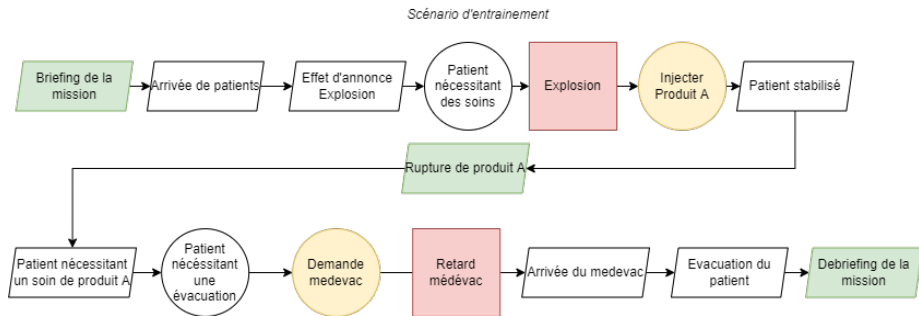 Scénario d'entrainement
Briefing de la
mission
Arrivée de patients
Effet d'annonce
Explosion
Patient
nécessitant
des soins
Explosion
Injecter
Produit A
Patient stabilisé
Rupture de produit A
Patient nécessitant
un soin de produit A
Patient
nécéssitant
une
évacuation
Demande
medevac
Retard
médévac
Arrivée du medevac
Evacuation du
patient
Debriefing de la
mission